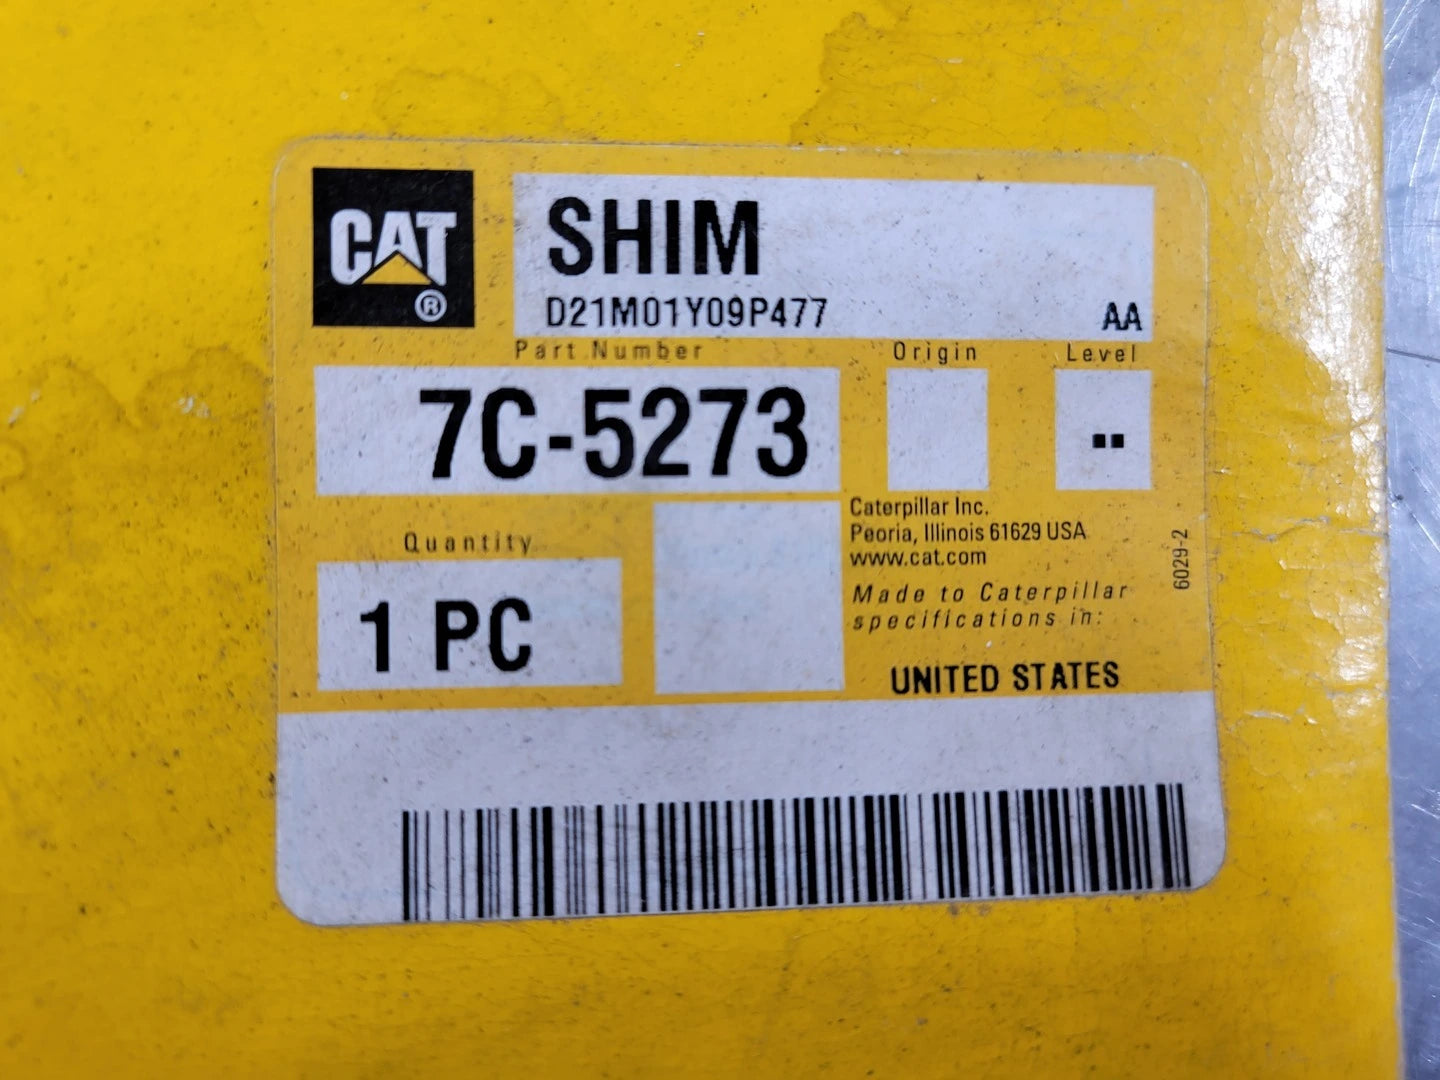 CAT
®
SHIM
D21M01Y09P477 AA
Part Number Origin Level
7C-5273 --
Quantity
1 PC
Caterpillar Inc.
Peoria, Illinois 61629 USA
www.cat.com
Made to Caterpillar
specifications in:
UNITED STATES
6029-2